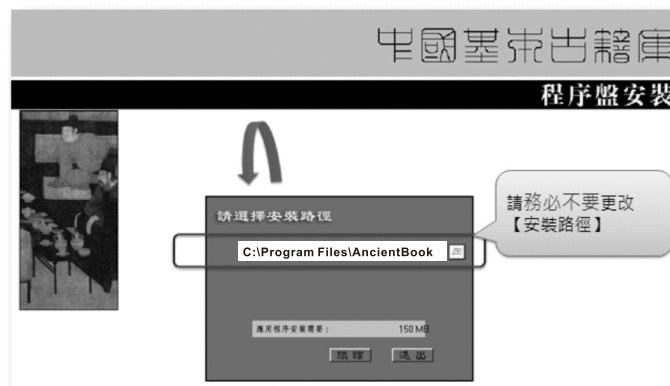 中國基本古籍庫
程序盤安裝
請選擇安裝路徑
C:\Program Files\AncientBook
請務必不要更改
【安裝路徑】
應用程序安裝需要：
150 MB
退出